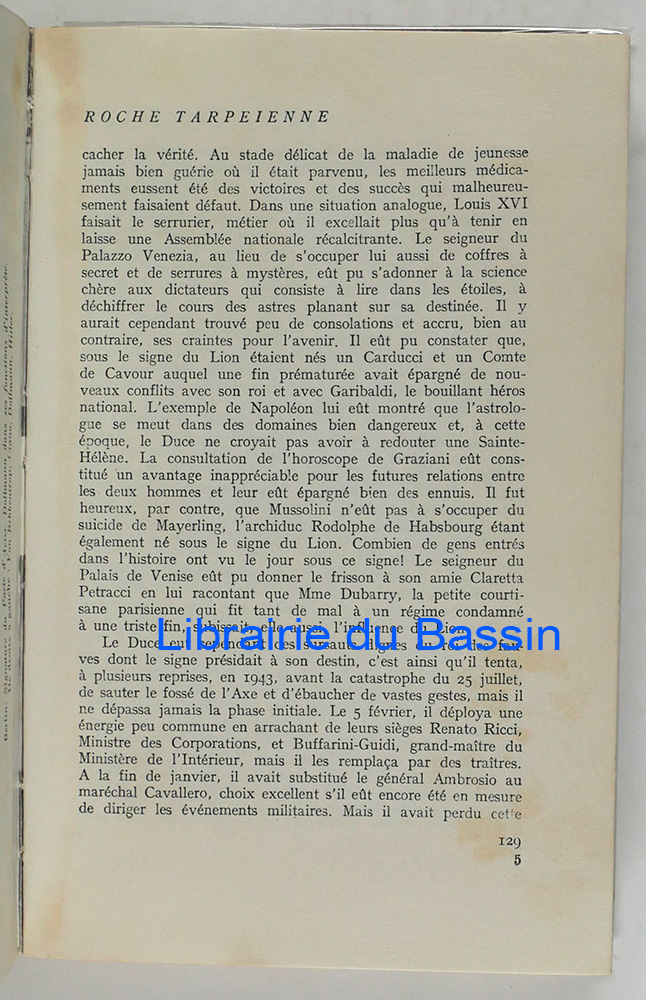 ROCHE TARPEIENNE
cacher la vérité. Au stade délicat de la maladie de jeunesse
jamais bien guérie où il était parvenu, les meilleurs médica-
ments eussent été des victoires et des succès qui malheureu-
sement faisaient défaut. Dans une situation analogue, Louis XVI
faisait le serrurier, métier où il excellait plus qu'à tenir en
laisse une Assemblée nationale récalcitrante. Le seigneur du
Palazzo Venezia, au lieu de s'occuper lui aussi de coffres à
secret et de serrures à mystères, eût pu s'adonner à la science
chère aux dictateurs qui consiste à lire dans les étoiles, à
déchiffrer le cours des astres planant sur sa destinée. Il y
aurait cependant trouvé peu de consolations et accru, bien au
contraire, ses craintes pour l'avenir. Il eût pu constater que,
sous le signe du Lion étaient nés un Carducci et un Comte
de Cavour auquel une fin prématurée avait épargné de nou-
veaux conflits avec son roi et avec Garibaldi, le bouillant héros
national. L'exemple de Napoléon lui eût montré que l'astrolo-
gue se meut dans des domaines bien dangereux et, à cette
époque, le Duce ne croyait pas avoir à redouter une Sainte-
Hélène. La consultation de l'horoscope de Graziani eût cons-
titué un avantage inappréciable pour les futures relations entre
les deux hommes et leur eût épargné bien des ennuis. Il fut
heureux, par contre, que Mussolini n'eût pas à s'occuper du
suicide de Mayerling, l'archiduc Rodolphe de Habsbourg étant
également né sous le signe du Lion. Combien de gens entrés
dans l'histoire ont vu le jour sous ce signe! Le seigneur du
Palais de Venise eût pu donner le frisson à son amie Claretta
Petracci en lui racontant que Mme Dubarry, la petite courti-
sane parisienne qui fit tant de mal à un régime condamné
à une triste fin, subissait, elle aussi, l'influence du Lion.
Librairie du Bassin
Le Duce eut cependant des sursauts dignes du roi des fau-
ves dont le signe présidait à son destin, c'est ainsi qu'il tenta,
à plusieurs reprises, en 1943, avant la catastrophe du 25 juillet,
de sauter le fossé de l'Axe et d'ébaucher de vastes gestes, mais il
ne dépassa jamais la phase initiale. Le 5 février, il déploya une
énergie peu commune en arrachant de leurs sièges Renato Ricci,
Ministre des Corporations, et Buffarini-Guidi, grand-maître du
Ministère de l'Intérieur, mais il les remplaça par des traîtres.
A la fin de janvier, il avait substitué le général Ambrosio au
maréchal Cavallero, choix excellent s'il eût encore été en mesure
de diriger les événements militaires. Mais il avait perdu cette
129
5